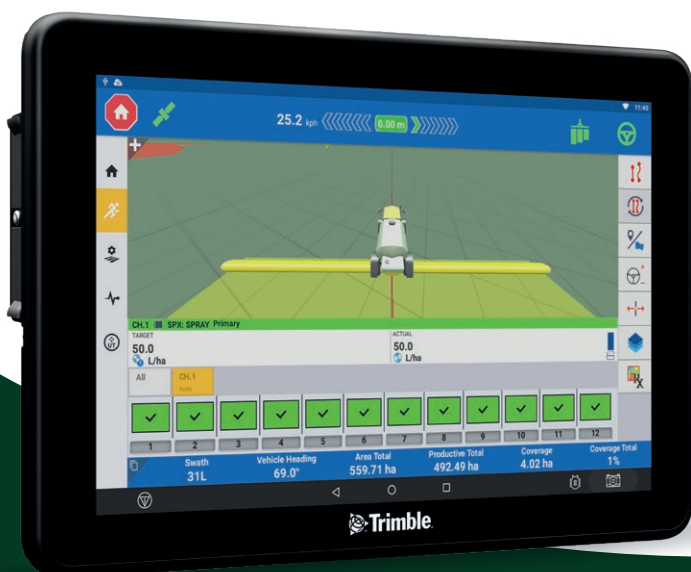 11:45
25.2 kph
0.00 m
CH.1 SPX: SPRAY Primary
TARGET
50.0
L/ha
ACTUAL
50.0
L/ha
All
CH.1
Auto
1 2 3 4 5 6 7 8 9 10 11 12
Swath
31L
Vehicle Heading
69.0°
Area Total
559.71 ha
Productive Total
492.49 ha
Coverage
4.02 ha
Coverage Total
1%
UT
Rx
Trimble